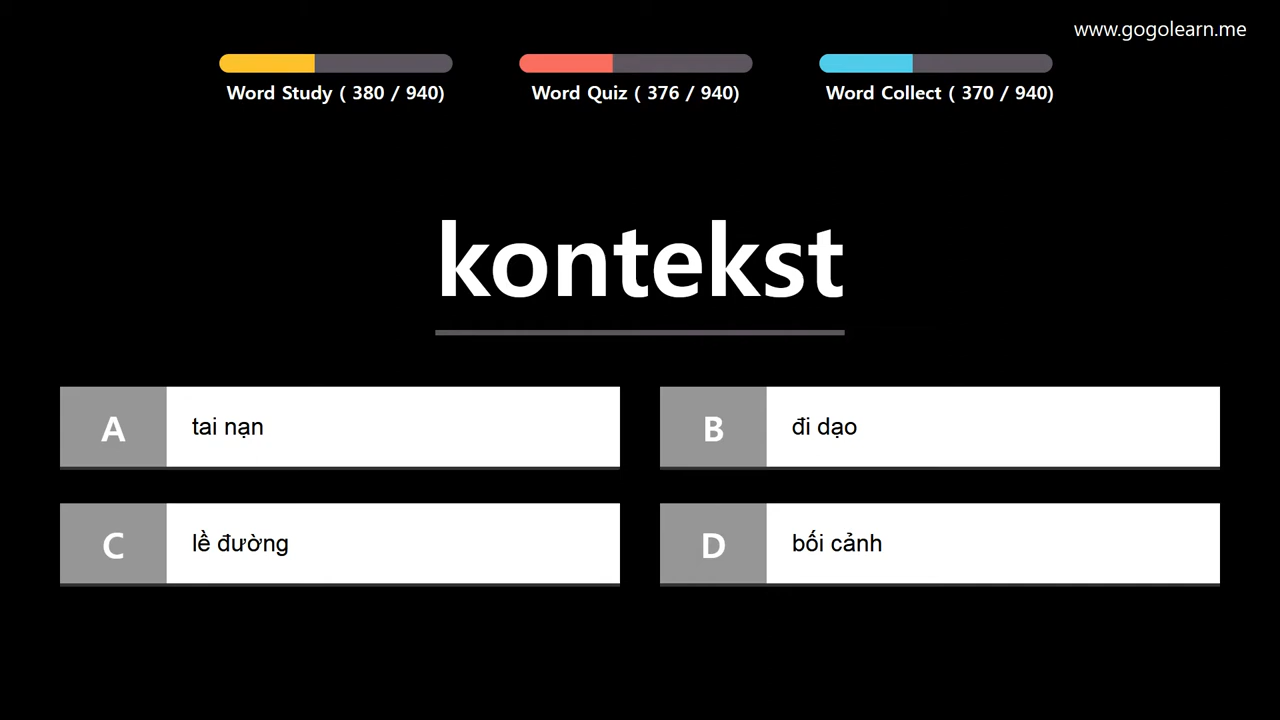 www.gogolearn.me
Word Study ( 380 / 940)
Word Quiz ( 376 / 940)
Word Collect ( 370 / 940)
kontekst
A tai nạn
B đi dạo
C lề đường
D bối cảnh